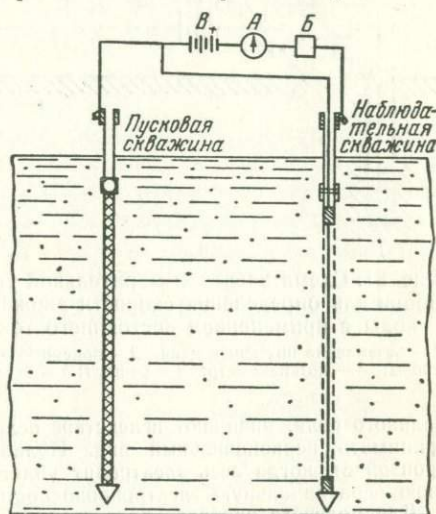 В А Б
Пусковая
скважина
Наблюда-
тельная
скважина